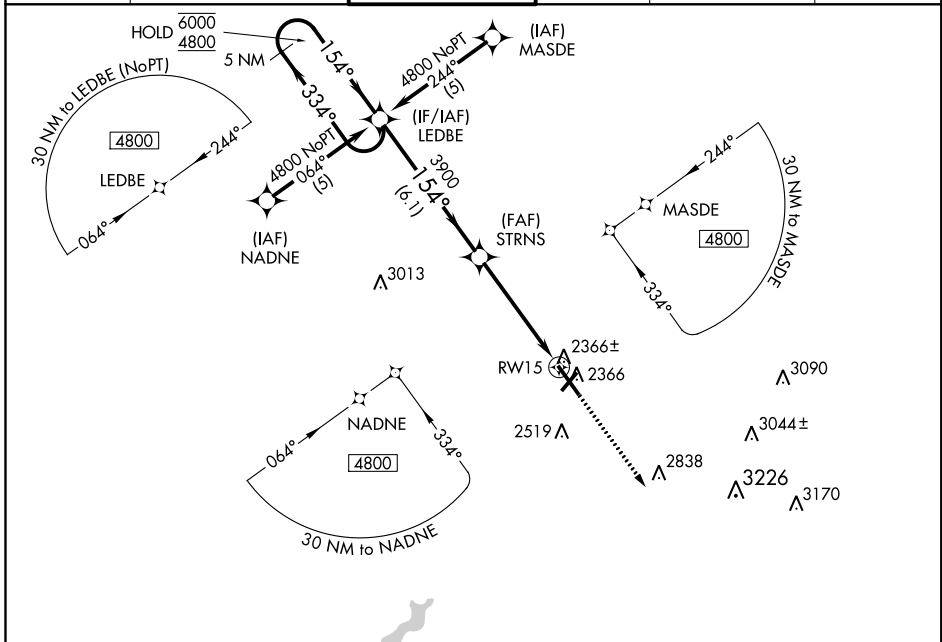 HOLD 6000
4800
5 NM
154°
334°
(IAF)
MASDE
4800 NoPT
244°
(5)
(IF/IAF)
LEDBE
4800 NoPT
064°
(5)
(IAF)
NADNE
3900
154°
(6.1)
(FAF)
STRNS
30 NM to LEDBE (NoPT)
4800
244°
LEDBE
064°
244°
MASDE
4800
30 NM to MASDE
334°
3013
2366±
RW15
2366
3090
2519
3044±
2838
3226
3170
NADNE
064°
334°
4800
30 NM to NADNE